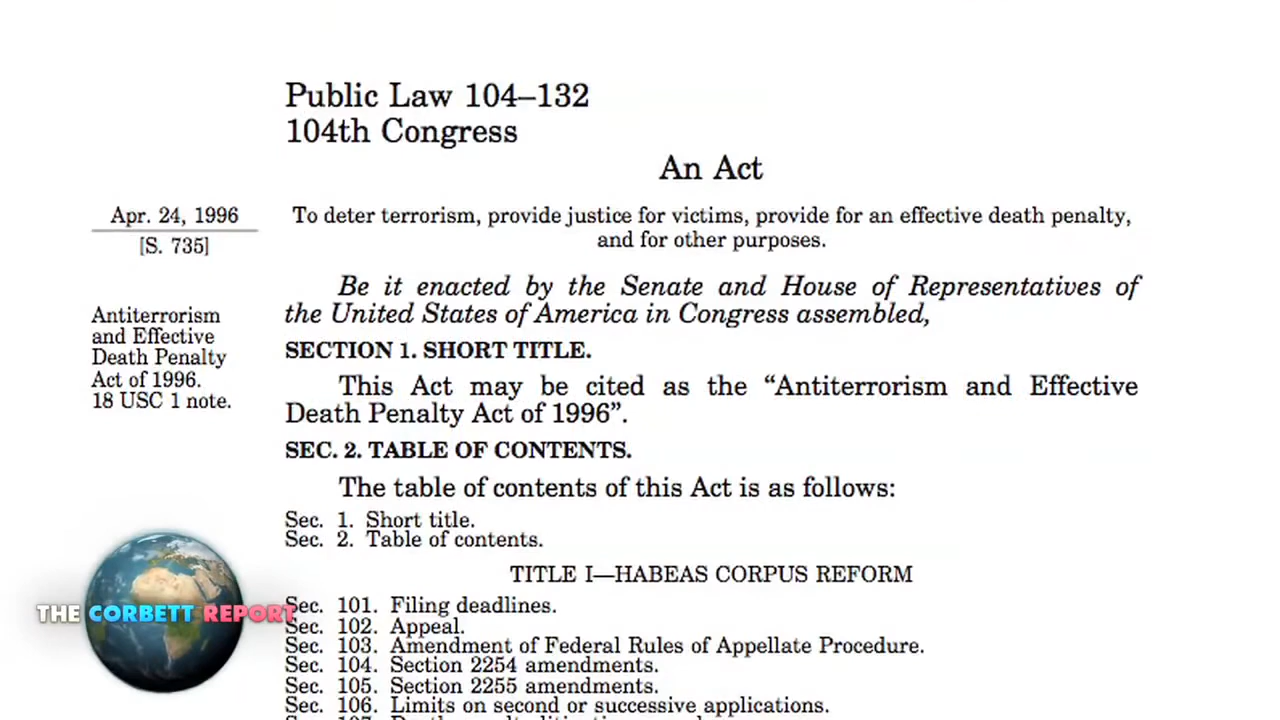 Public Law 104–132
104th Congress
An Act
Apr. 24, 1996
[S. 735]
To deter terrorism, provide justice for victims, provide for an effective death penalty,
and for other purposes.
Be it enacted by the Senate and House of Representatives of
the United States of America in Congress assembled,
Antiterrorism
and Effective
Death Penalty
Act of 1996.
18 USC 1 note.
SECTION 1. SHORT TITLE.
This Act may be cited as the “Antiterrorism and Effective
Death Penalty Act of 1996”.
SEC. 2. TABLE OF CONTENTS.
The table of contents of this Act is as follows:
Sec. 1. Short title.
Sec. 2. Table of contents.
TITLE I—HABEAS CORPUS REFORM
Sec. 101. Filing deadlines.
Sec. 102. Appeal.
Sec. 103. Amendment of Federal Rules of Appellate Procedure.
Sec. 104. Section 2254 amendments.
Sec. 105. Section 2255 amendments.
Sec. 106. Limits on second or successive applications.
THE CORBETT REPORT